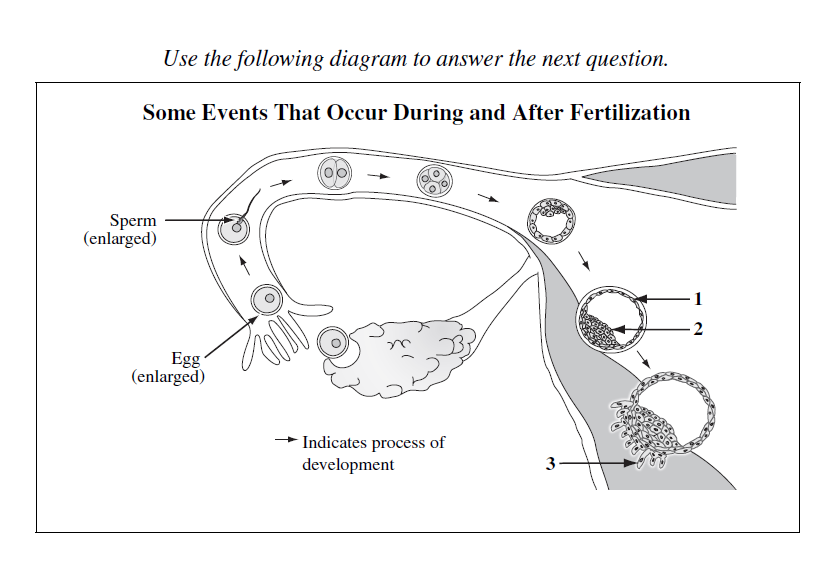 Use the following diagram to answer the next question.
Some Events That Occur During and After Fertilization
Sperm
(enlarged)
1
2
Egg
(enlarged)
Indicates process of
development
3